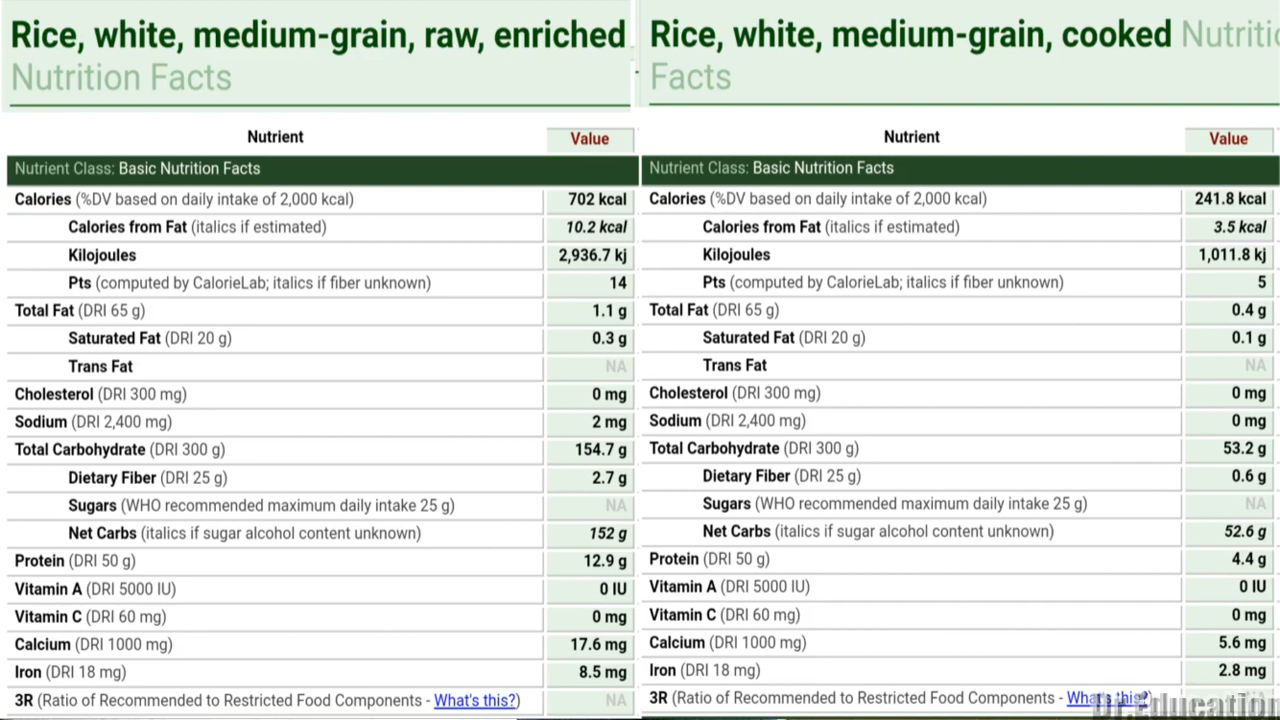 Rice, white, medium-grain, raw, enriched
Nutrition Facts
Nutrient Value
Nutrient Class: Basic Nutrition Facts
Calories (%DV based on daily intake of 2,000 kcal) 702 kcal
Calories from Fat (italics if estimated) 10.2 kcal
Kilojoules 2,936.7 kj
Pts (computed by CalorieLab; italics if fiber unknown) 14
Total Fat (DRI 65 g) 1.1 g
Saturated Fat (DRI 20 g) 0.3 g
Trans Fat NA
Cholesterol (DRI 300 mg) 0 mg
Sodium (DRI 2,400 mg) 2 mg
Total Carbohydrate (DRI 300 g) 154.7 g
Dietary Fiber (DRI 25 g) 2.7 g
Sugars (WHO recommended maximum daily intake 25 g) NA
Net Carbs (italics if sugar alcohol content unknown) 152 g
Protein (DRI 50 g) 12.9 g
Vitamin A (DRI 5000 IU) 0 IU
Vitamin C (DRI 60 mg) 0 mg
Calcium (DRI 1000 mg) 17.6 mg
Iron (DRI 18 mg) 8.5 mg
3R (Ratio of Recommended to Restricted Food Components - What's this?) NA
Rice, white, medium-grain, cooked Nutritic
Facts
Nutrient Value
Nutrient Class: Basic Nutrition Facts
Calories (%DV based on daily intake of 2,000 kcal) 241.8 kcal
Calories from Fat (italics if estimated) 3.5 kcal
Kilojoules 1,011.8 kj
Pts (computed by CalorieLab; italics if fiber unknown) 5
Total Fat (DRI 65 g) 0.4 g
Saturated Fat (DRI 20 g) 0.1 g
Trans Fat NA
Cholesterol (DRI 300 mg) 0 mg
Sodium (DRI 2,400 mg) 0 mg
Total Carbohydrate (DRI 300 g) 53.2 g
Dietary Fiber (DRI 25 g) 0.6 g
Sugars (WHO recommended maximum daily intake 25 g) NA
Net Carbs (italics if sugar alcohol content unknown) 52.6 g
Protein (DRI 50 g) 4.4 g
Vitamin A (DRI 5000 IU) 0 IU
Vitamin C (DRI 60 mg) 0 mg
Calcium (DRI 1000 mg) 5.6 mg
Iron (DRI 18 mg) 2.8 mg
3R (Ratio of Recommended to Restricted Food Components - What's this?)
Dr.Education